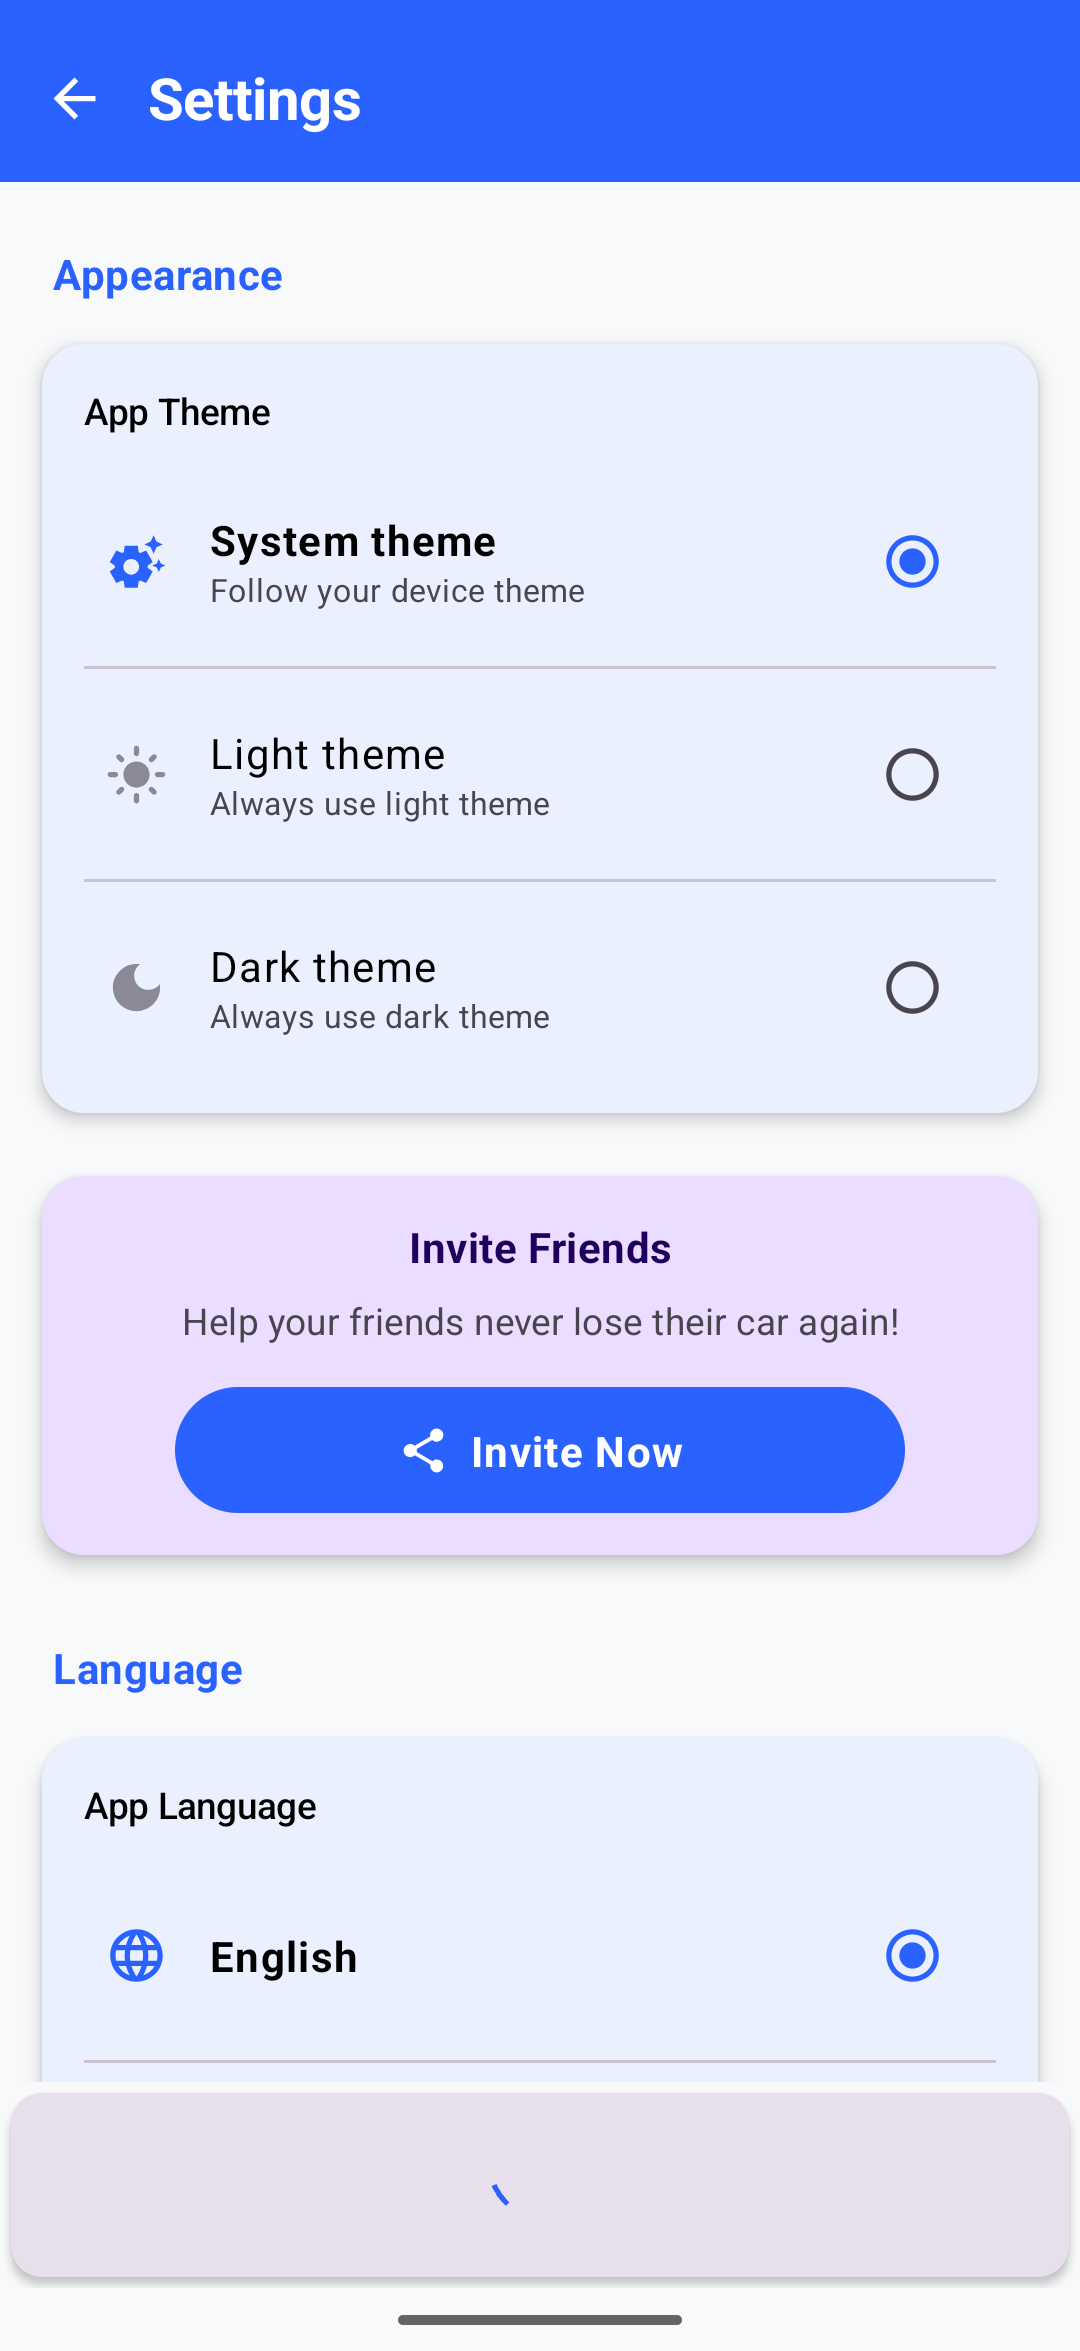 Settings
Appearance
App Theme
System theme
Follow your device theme
Light theme
Always use light theme
Dark theme
Always use dark theme
Invite Friends
Help your friends never lose their car again!
Invite Now
Language
App Language
English